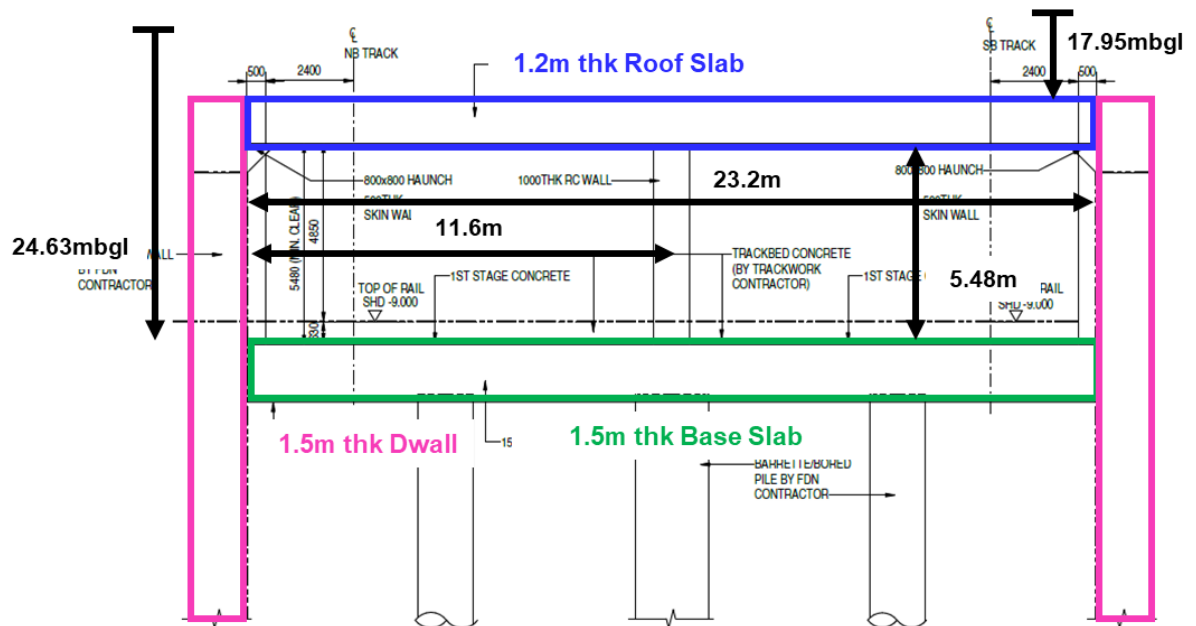 ℄
NB TRACK
℄
SB TRACK
17.95mbgl
500
2400
1.2m thk Roof Slab
2400
500
800x800 HAUNCH
1000THK RC WALL
23.2m
HAUNCH
SKIN WAL
SKIN WALL
11.6m
24.63mbgl
ALL
BY FDN
CONTRACTOR
5480 (MIN. CLEAR)
4850
1ST STAGE CONCRETE
TRACKBED CONCRETE
(BY TRACKWORK
CONTRACTOR)
1ST STAGE
5.48m
TOP OF RAIL
SHD -9.000
RAIL
SHD -9.000
1.5m thk Dwall
15
1.5m thk Base Slab
BARRETTE/BORED
PILE BY FDN
CONTRACTOR